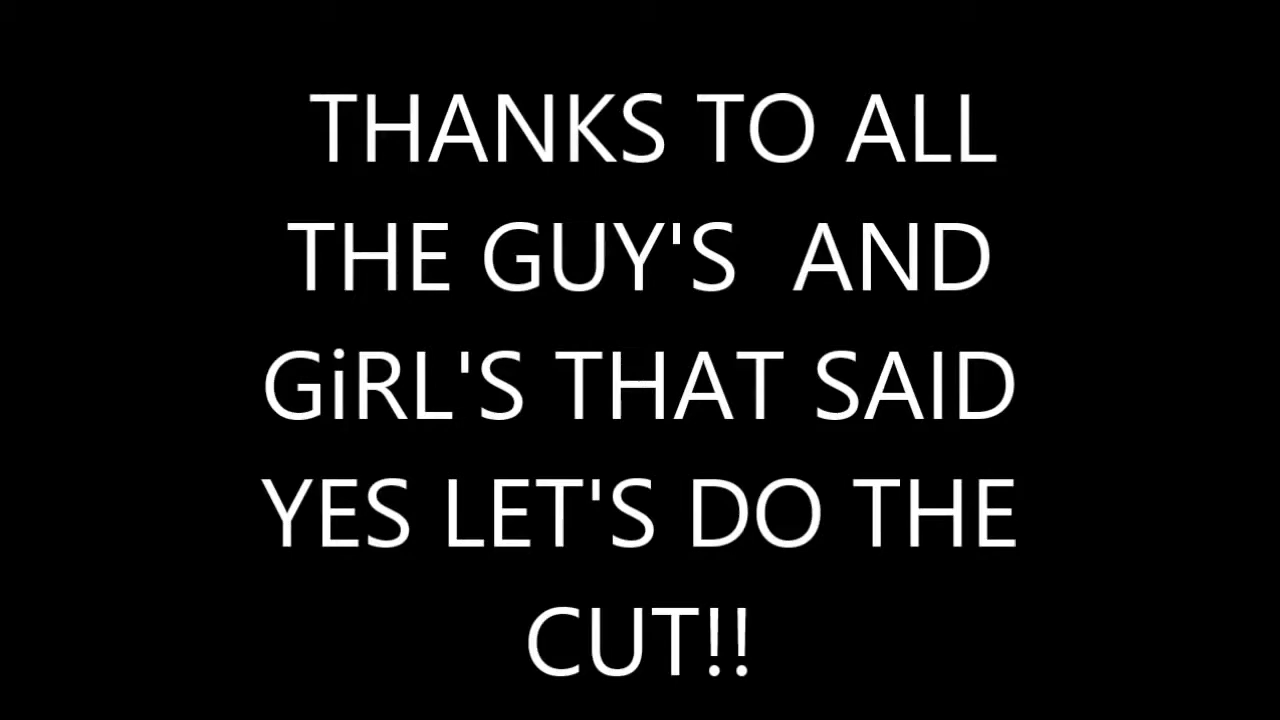 THANKS TO ALL
THE GUY'S  AND
GiRL'S THAT SAID
YES LET'S DO THE
CUT!!